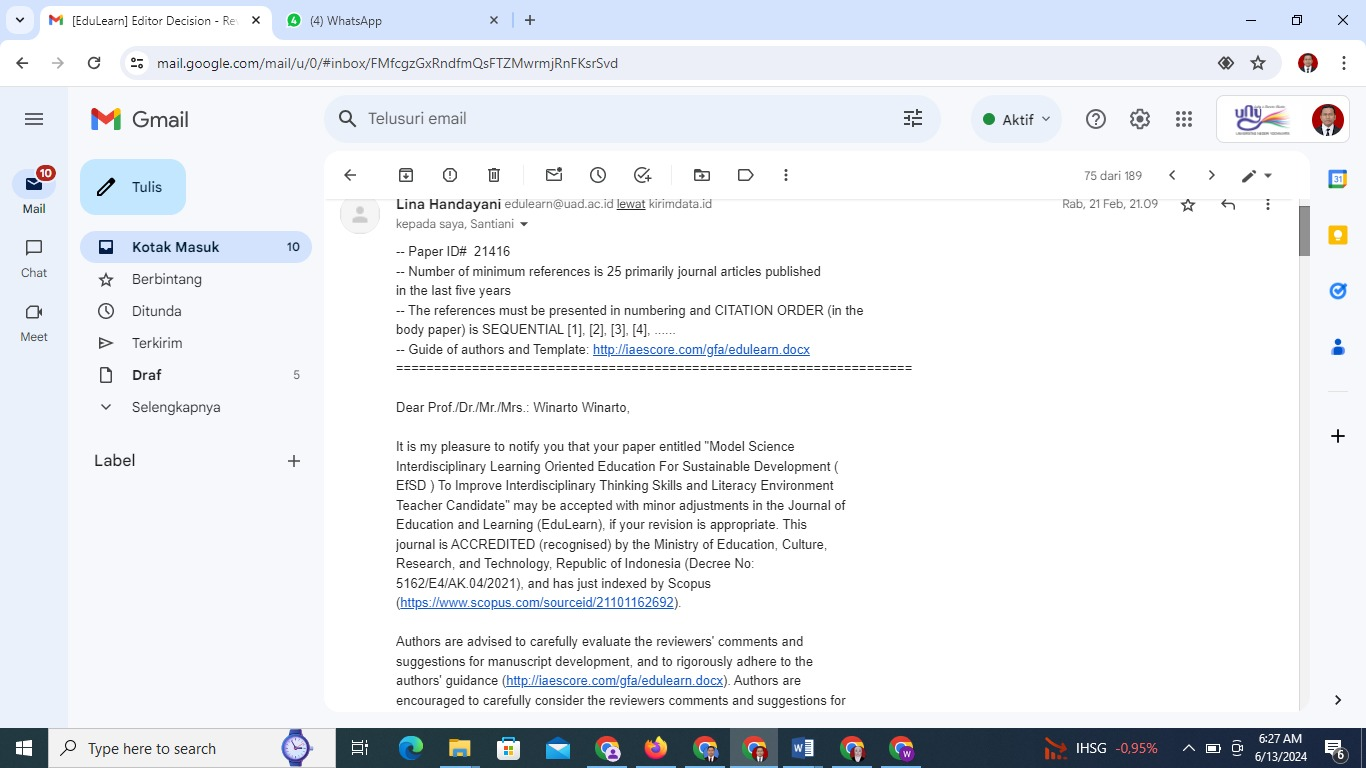 [EduLearn] Editor Decision - Re
(4) WhatsApp
mail.google.com/mail/u/0/#inbox/FMfcgzGxRndfmQsFTZMwrmjRnFKsrSvd
Gmail
Telusuri email
Aktif
10
Mail
Chat
Meet
Tulis
Kotak Masuk 10
Berbintang
Ditunda
Terkirim
Draf 5
Selengkapnya
Label
75 dari 189
Lina Handayani edulearn@uad.ac.id lewat kirimdata.id
Rab, 21 Feb, 21.09
kepada saya, Santiani
-- Paper ID# 21416
-- Number of minimum references is 25 primarily journal articles published
in the last five years
-- The references must be presented in numbering and CITATION ORDER (in the
body paper) is SEQUENTIAL [1], [2], [3], [4], ......
-- Guide of authors and Template: http://iaescore.com/gfa/edulearn.docx
====================================================================
Dear Prof./Dr./Mr./Mrs.: Winarto Winarto,
It is my pleasure to notify you that your paper entitled "Model Science
Interdisciplinary Learning Oriented Education For Sustainable Development (
EfSD ) To Improve Interdisciplinary Thinking Skills and Literacy Environment
Teacher Candidate" may be accepted with minor adjustments in the Journal of
Education and Learning (EduLearn), if your revision is appropriate. This
journal is ACCREDITED (recognised) by the Ministry of Education, Culture,
Research, and Technology, Republic of Indonesia (Decree No:
5162/E4/AK.04/2021), and has just indexed by Scopus
(https://www.scopus.com/sourceid/21101162692).
Authors are advised to carefully evaluate the reviewers' comments and
suggestions for manuscript development, and to rigorously adhere to the
authors' guidance (http://iaescore.com/gfa/edulearn.docx). Authors are
encouraged to carefully consider the reviewers comments and suggestions for
31
Type here to search
IHSG -0,95%
6:27 AM
6/13/2024
6